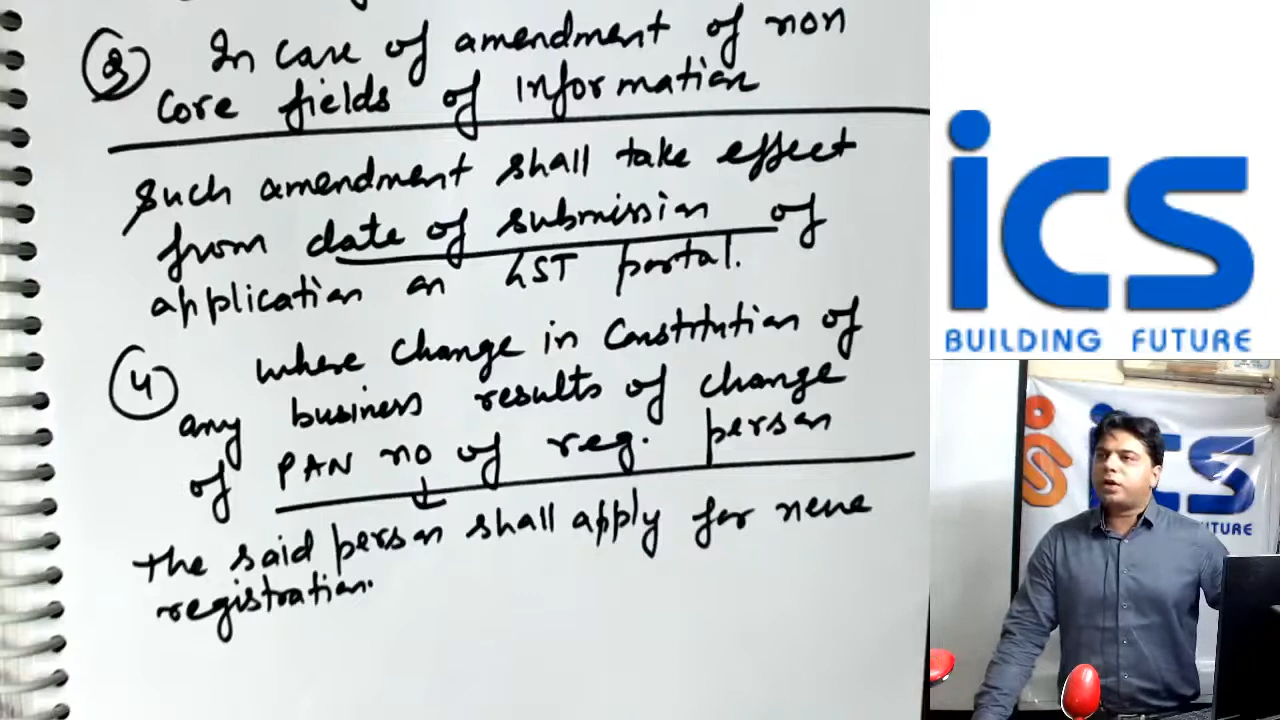 ③ In case of amendment of non
core fields of information
Such amendment shall take effect
from date of submission of
application on GST portal.
④ where change in Constitution of
any business results of change
of PAN no of reg. person
The said person shall apply for new
registration.
ics
BUILDING FUTURE
ics
FUTURE